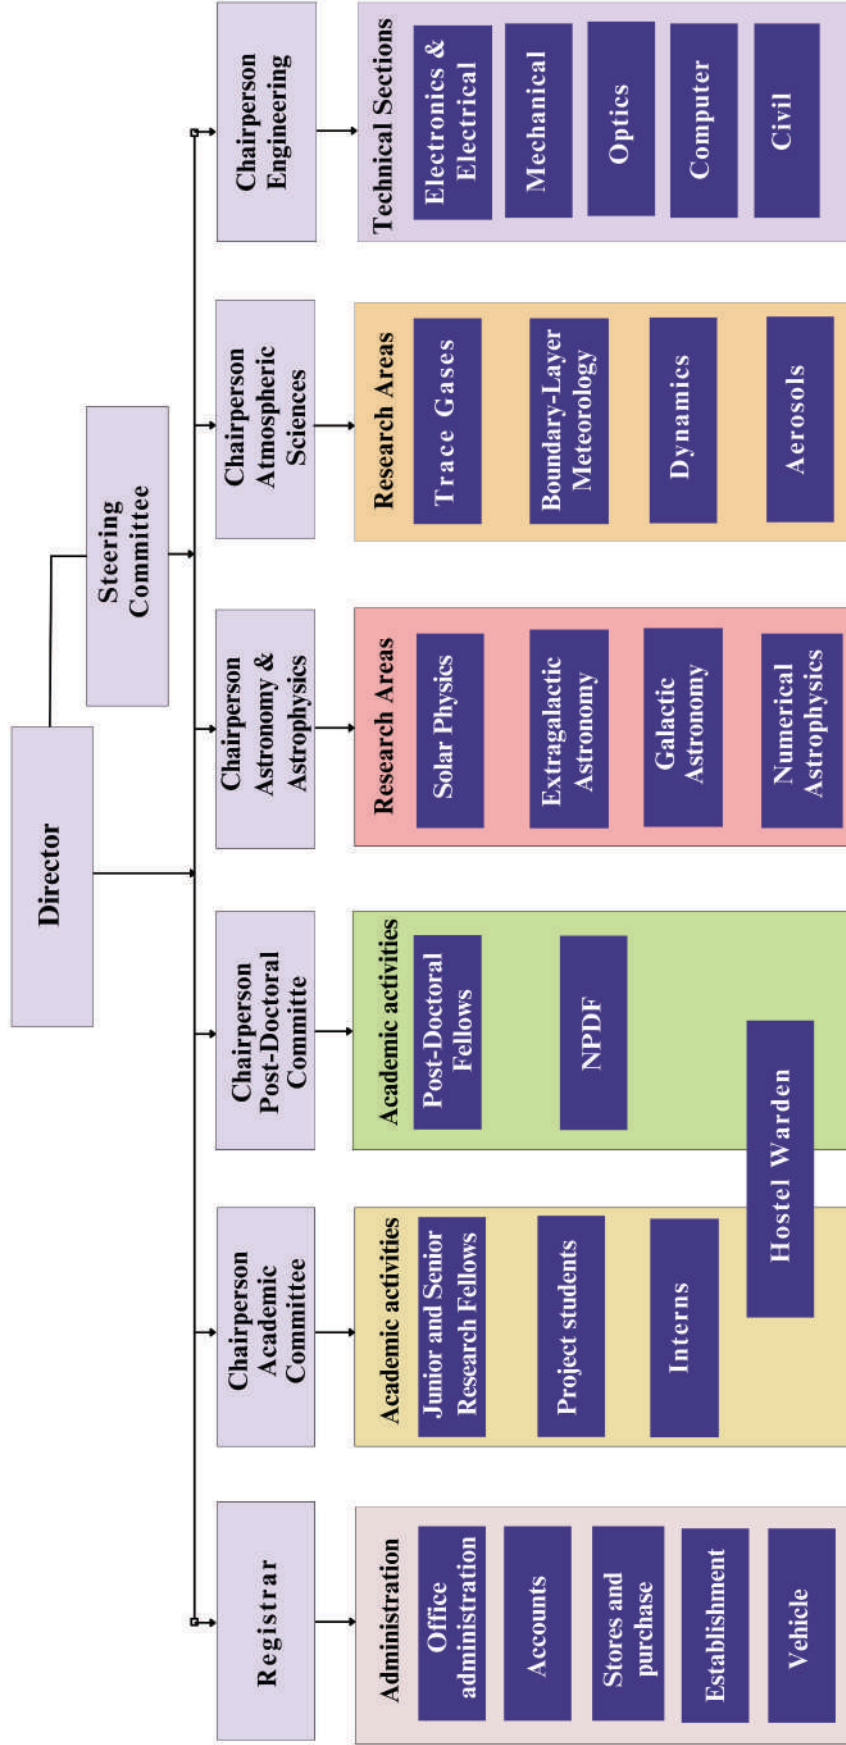 Director
Steering
Committee
Registrar
Chairperson
Academic
Committee
Chairperson
Post-Doctoral
Committe
Chairperson
Astronomy &
Astrophysics
Chairperson
Atmospheric
Sciences
Chairperson
Engineering
Administration
Office
administration
Accounts
Stores and
purchase
Establishment
Vehicle
Academic activities
Junior and Senior
Research Fellows
Project students
Interns
Academic activities
Post-Doctoral
Fellows
NPDF
Hostel Warden
Research Areas
Solar Physics
Extragalactic
Astronomy
Galactic
Astronomy
Numerical
Astrophysics
Research Areas
Trace Gases
Boundary-Layer
Meteorology
Dynamics
Aerosols
Technical Sections
Electronics &
Electrical
Mechanical
Optics
Computer
Civil